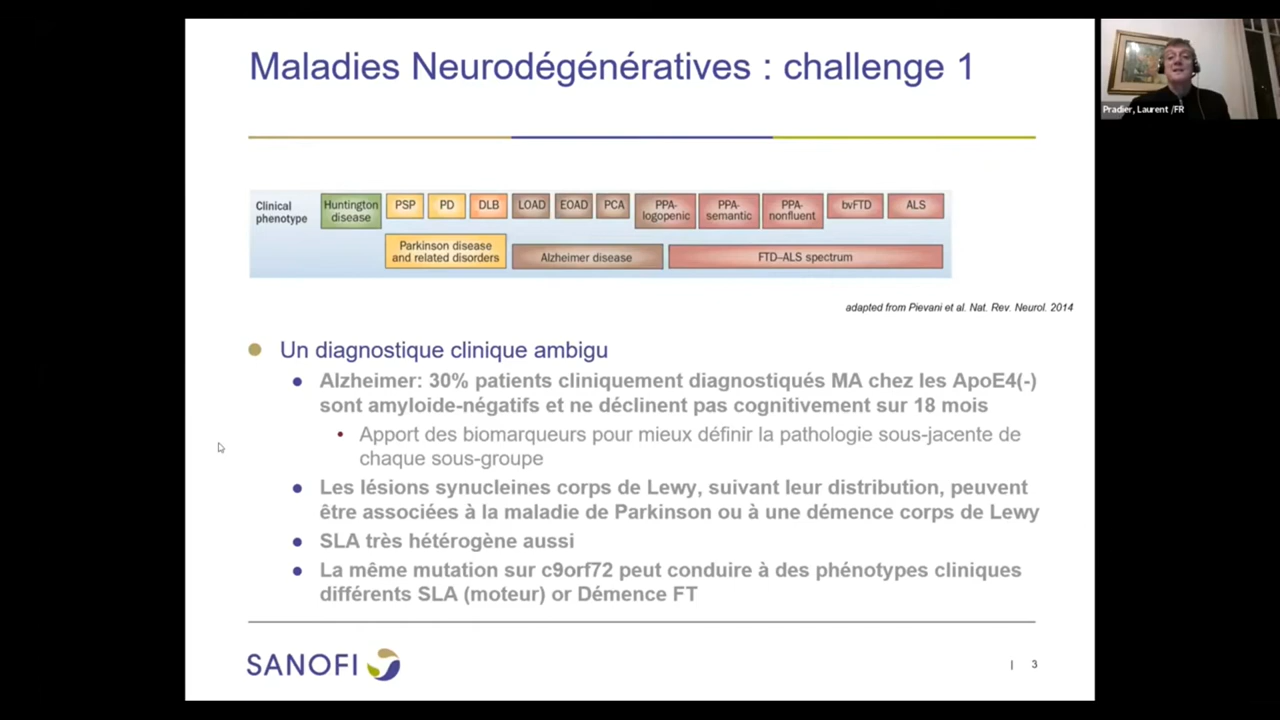 Maladies Neurodégénératives : challenge 1
Pradier, Laurent /FR
Clinical
phenotype
Huntington
disease
PSP
PD
DLB
LOAD
EOAD
PCA
PPA-
logopenic
PPA-
semantic
PPA-
nonfluent
bvFTD
ALS
Parkinson disease
and related disorders
Alzheimer disease
FTD–ALS spectrum
adapted from Pievani et al. Nat. Rev. Neurol. 2014
Un diagnostique clinique ambigu
Alzheimer: 30% patients cliniquement diagnostiqués MA chez les ApoE4(-)
sont amyloide-négatifs et ne déclinent pas cognitivement sur 18 mois
Apport des biomarqueurs pour mieux définir la pathologie sous-jacente de
chaque sous-groupe
Les lésions synucleines corps de Lewy, suivant leur distribution, peuvent
être associées à la maladie de Parkinson ou à une démence corps de Lewy
SLA très hétérogène aussi
La même mutation sur c9orf72 peut conduire à des phénotypes cliniques
différents SLA (moteur) or Démence FT
SANOFI
| 3